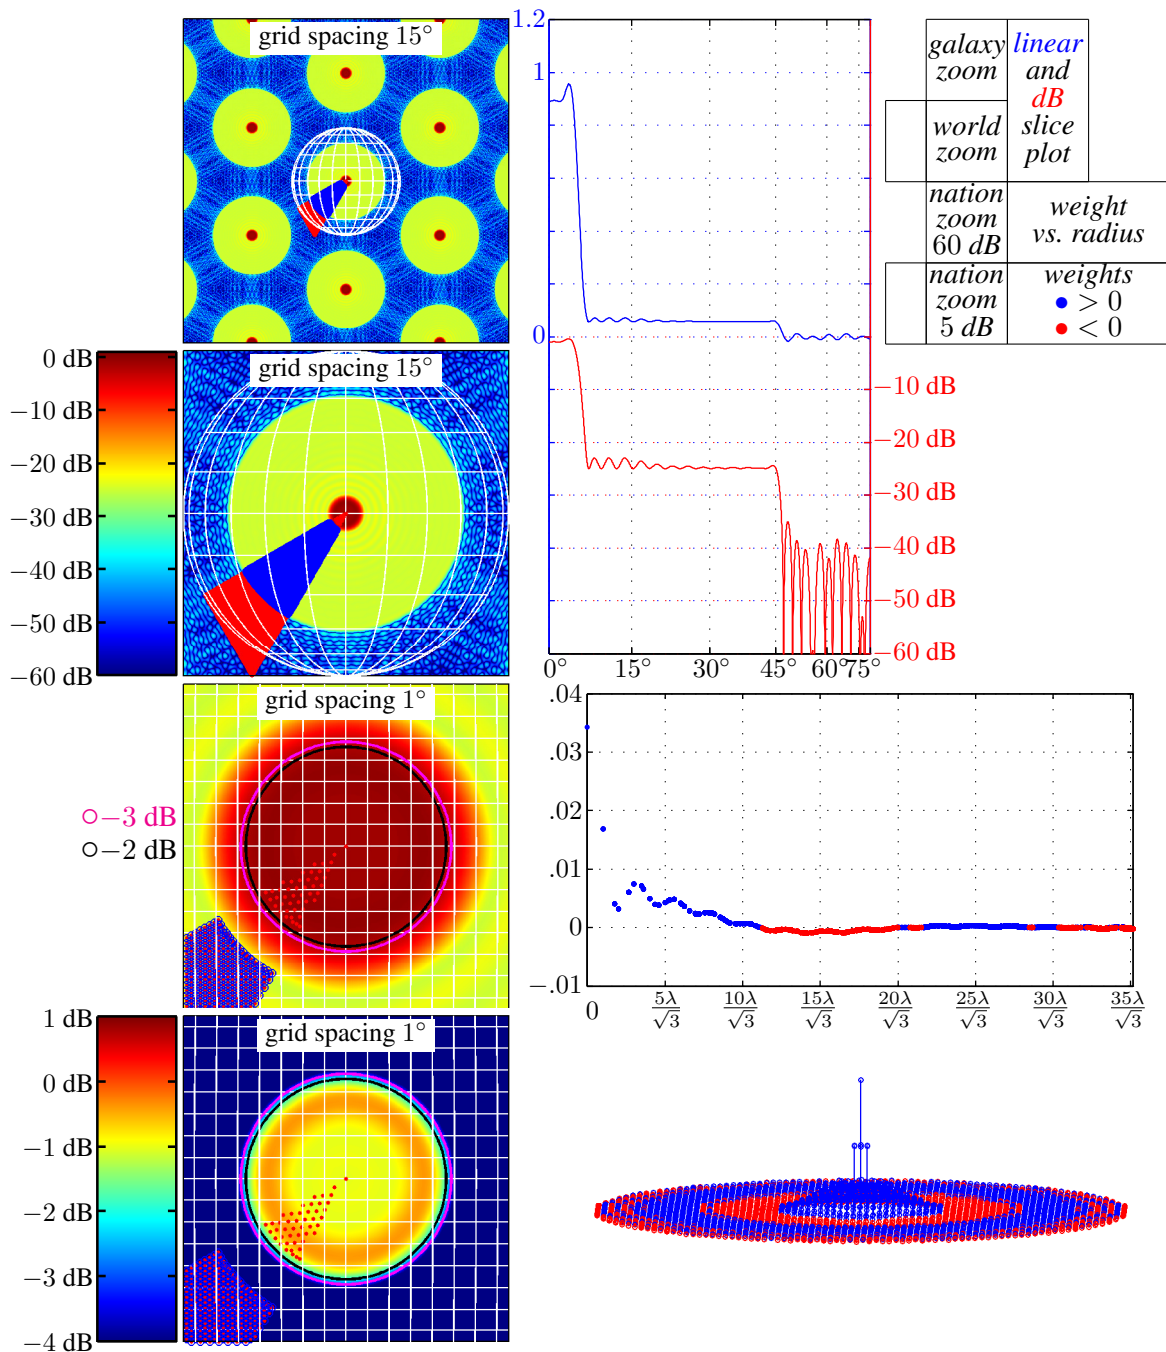 grid spacing 15°
1.2
1
0
−10 dB
−20 dB
−30 dB
−40 dB
−50 dB
−60 dB
0° 15° 30° 45° 60° 75°
galaxy
zoom
linear
and
dB
slice
plot
world
zoom
nation
zoom
60 dB
weight
vs. radius
nation
zoom
5 dB
weights
> 0
< 0
grid spacing 15°
0 dB
−10 dB
−20 dB
−30 dB
−40 dB
−50 dB
−60 dB
grid spacing 1°
−3 dB
−2 dB
.04
.03
.02
.01
0
−.01
0 5λ/√3 10λ/√3 15λ/√3 20λ/√3 25λ/√3 30λ/√3 35λ/√3
grid spacing 1°
1 dB
0 dB
−1 dB
−2 dB
−3 dB
−4 dB